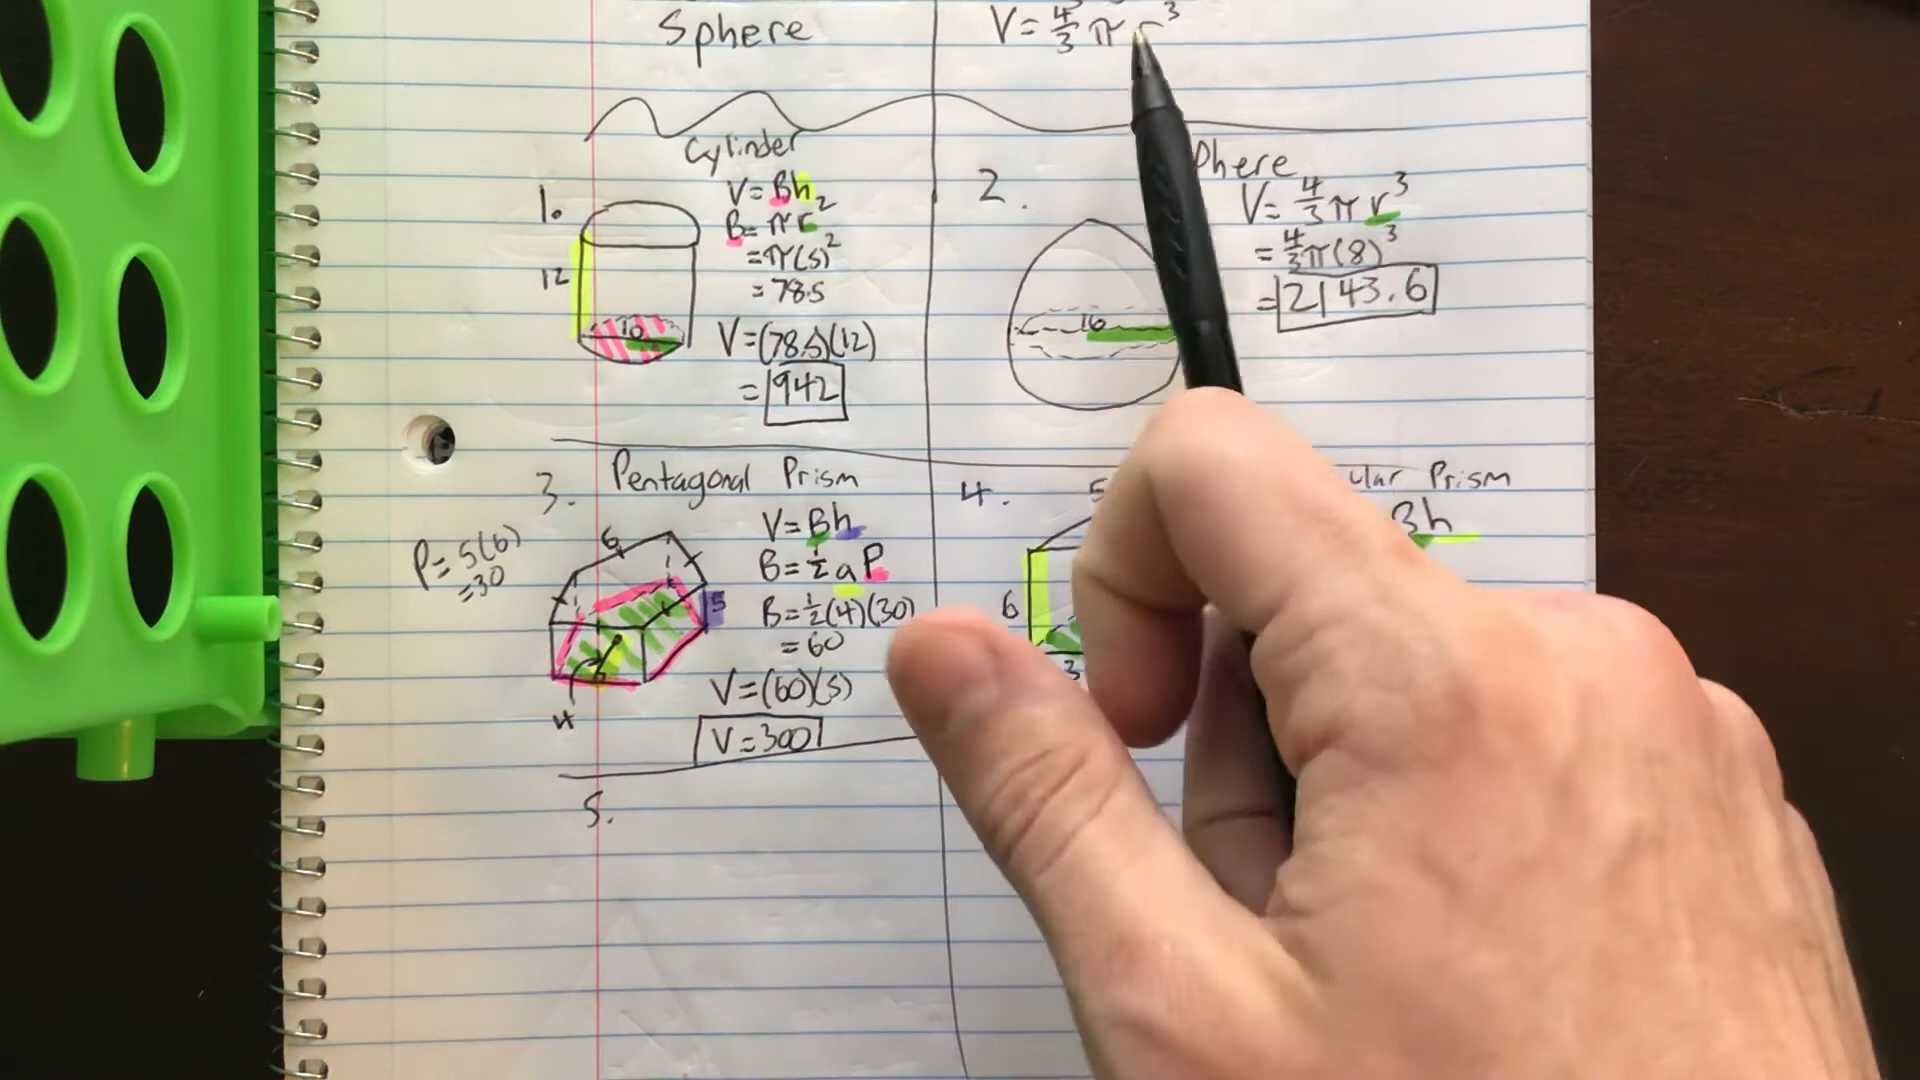 Sphere
V = 4/3 π r³
Cylinder
1.
V = Bh
B = πr²
= π(5)²
= 78.5
12
10
V = (78.5)(12)
= 942
2.
phere
V = 4/3 π r³
= 4/3 π(8)³
= 2143.6
16
3. Pentagonal Prism
P = 5(6)
= 30
6
5
4
V = Bh
B = 1/2 a P
B = 1/2 (4)(30)
= 60
V = (60)(5)
V = 300
4.
5
ular Prism
Bh
6
3
5.